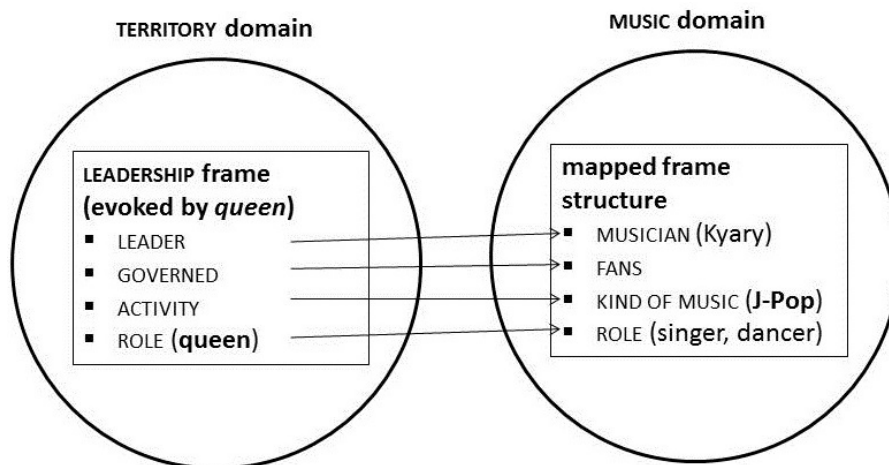 TERRITORY domain
LEADERSHIP frame
(evoked by queen)
▪ LEADER
▪ GOVERNED
▪ ACTIVITY
▪ ROLE (queen)
MUSIC domain
mapped frame
structure
▪ MUSICIAN (Kyary)
▪ FANS
▪ KIND OF MUSIC (J-Pop)
▪ ROLE (singer, dancer)